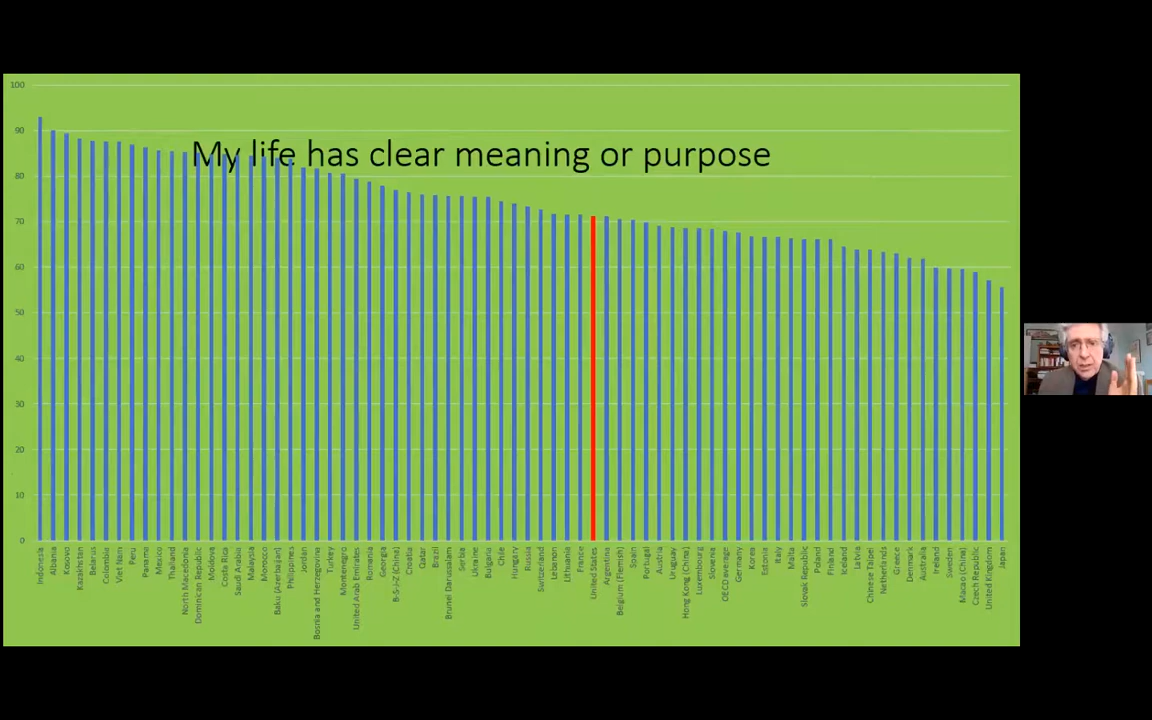 My life has clear meaning or purpose
100
90
80
70
60
50
40
30
20
10
0
Indonesia
Albania
Kosovo
Kazakhstan
Belarus
Colombia
Viet Nam
Peru
Panama
Mexico
Thailand
North Macedonia
Dominican Republic
Moldova
Costa Rica
Saudi Arabia
Malaysia
Morocco
Baku (Azerbaijan)
Philippines
Jordan
Bosnia and Herzegovina
Turkey
Montenegro
United Arab Emirates
Romania
Georgia
B-S-J-Z (China)
Croatia
Qatar
Brazil
Brunei Darussalam
Serbia
Ukraine
Bulgaria
Chile
Hungary
Russia
Switzerland
Lebanon
Lithuania
France
United States
Argentina
Belgium (Flemish)
Spain
Portugal
Austria
Uruguay
Hong Kong (China)
Luxembourg
Slovenia
OECD average
Germany
Korea
Estonia
Italy
Malta
Slovak Republic
Poland
Finland
Iceland
Latvia
Chinese Taipei
Netherlands
Greece
Denmark
Australia
Ireland
Sweden
Macao (China)
Czech Republic
United Kingdom
Japan